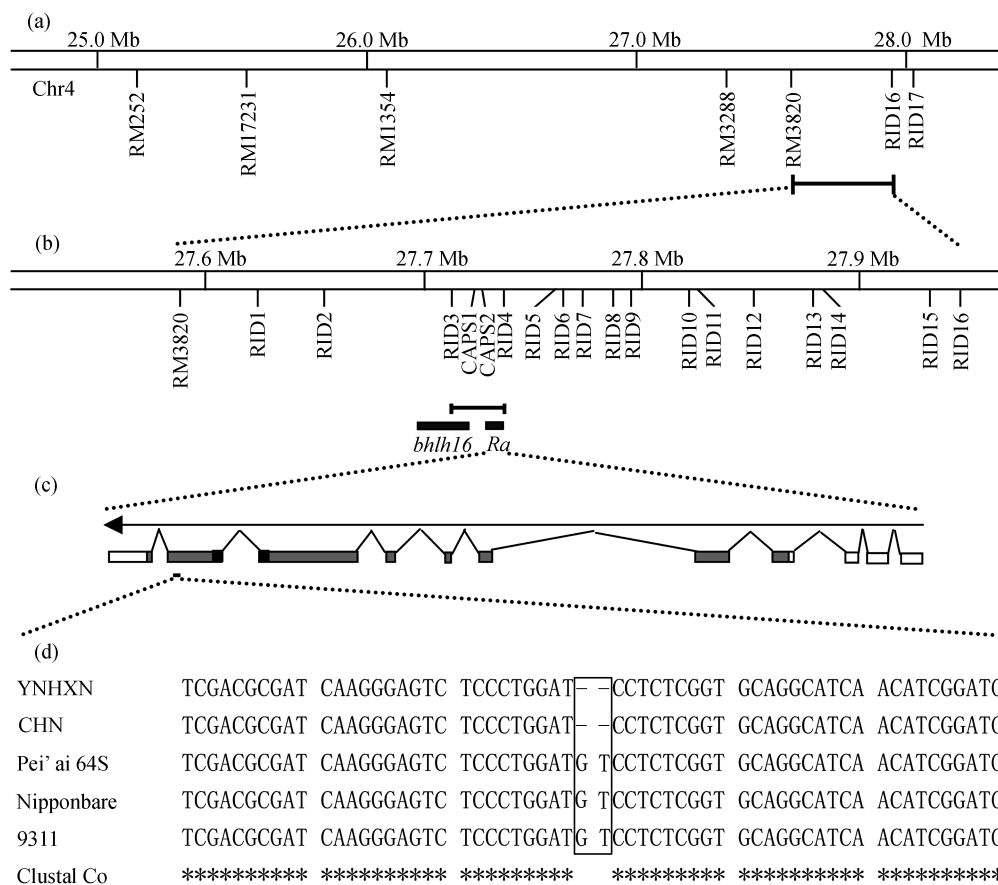 (a)
25.0 Mb 26.0 Mb 27.0 Mb 28.0 Mb
Chr4
RM252 RM17231 RM1354 RM3288 RM3820 RID16 RID17
(b)
27.6 Mb 27.7 Mb 27.8 Mb 27.9 Mb
RM3820 RID1 RID2 RID3 CAPS1 CAPS2 RID4 RID5 RID6 RID7 RID8 RID9 RID10 RID11 RID12 RID13 RID14 RID15 RID16
bhlh16 Ra
(c)
(d)
YNHXN TCGACGCGAT CAAGGGAGTC TCCCTGGAT– –CCTCTCGGT GCAGGCATCA ACATCGGATC
CHN TCGACGCGAT CAAGGGAGTC TCCCTGGAT– –CCTCTCGGT GCAGGCATCA ACATCGGATC
Pei' ai 64S TCGACGCGAT CAAGGGAGTC TCCCTGGATG TCCTCTCGGT GCAGGCATCA ACATCGGATC
Nipponbare TCGACGCGAT CAAGGGAGTC TCCCTGGATG TCCTCTCGGT GCAGGCATCA ACATCGGATC
9311 TCGACGCGAT CAAGGGAGTC TCCCTGGATG TCCTCTCGGT GCAGGCATCA ACATCGGATC
Clustal Co ********** ********** ********* ********* ********** **********